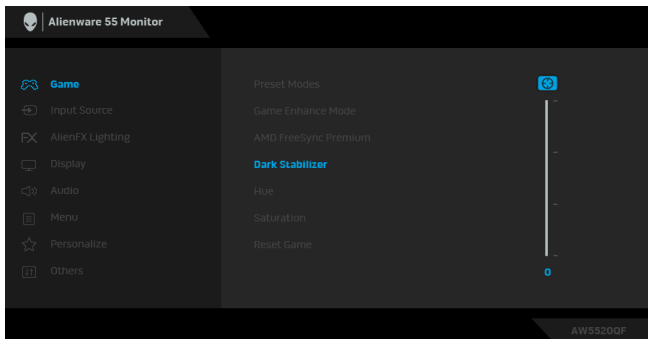 Alienware 55 Monitor
Game
Input Source
FX AlienFX Lighting
Display
Audio
Menu
Personalize
Others
Preset Modes
Game Enhance Mode
AMD FreeSync Premium
Dark Stabilizer
Hue
Saturation
Reset Game
0
AW5520QF